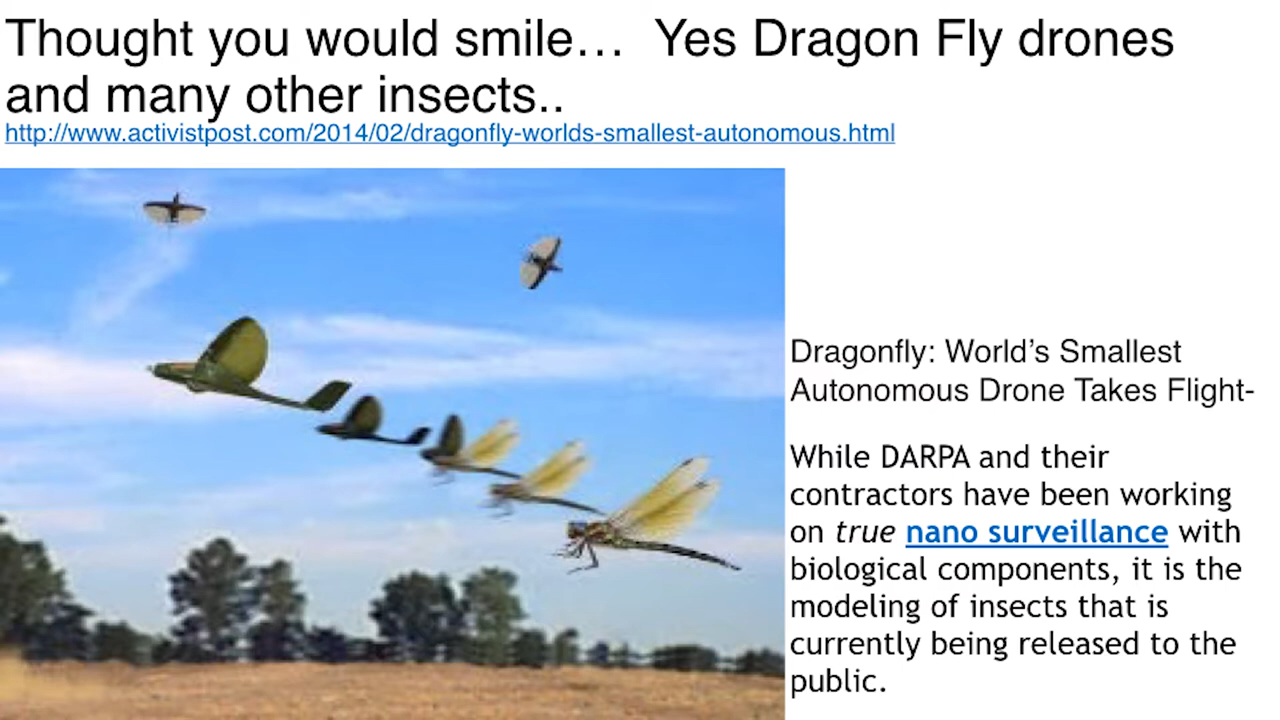 Thought you would smile…  Yes Dragon Fly drones
and many other insects..
http://www.activistpost.com/2014/02/dragonfly-worlds-smallest-autonomous.html
Dragonfly: World’s Smallest
Autonomous Drone Takes Flight-
While DARPA and their
contractors have been working
on true nano surveillance with
biological components, it is the
modeling of insects that is
currently being released to the
public.